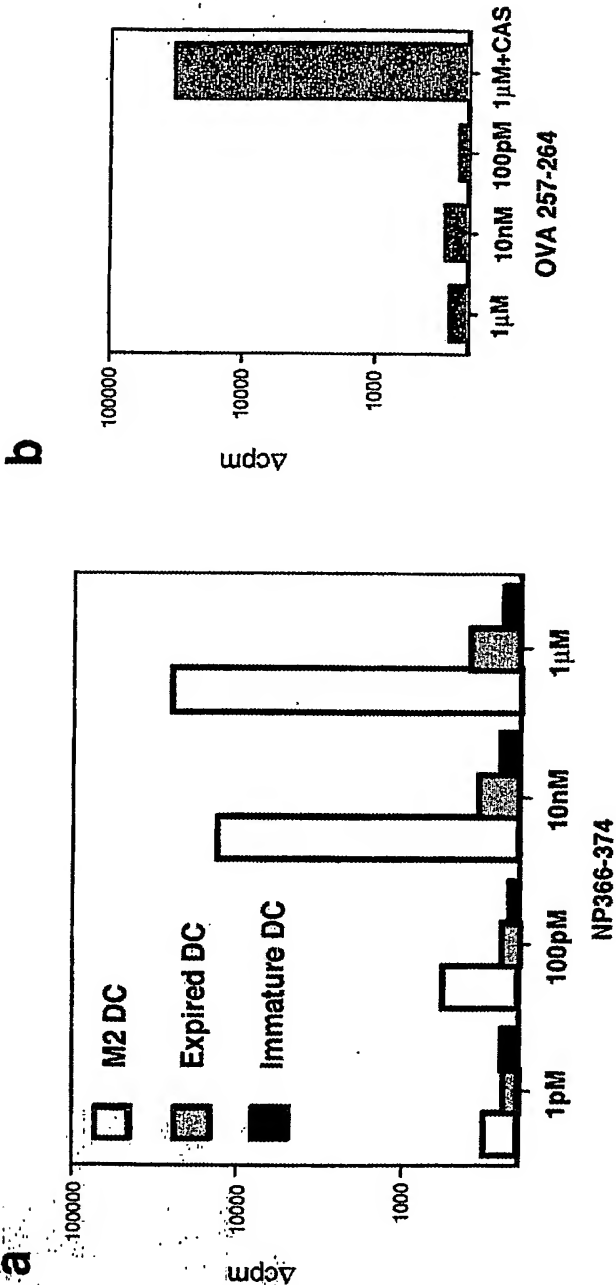 a
Δcpm
100000
10000
1000
M2 DC
Expired DC
Immature DC
1pM
100pM
10nM
1μM
NP366-374
b
Δcpm
100000
10000
1000
1μM
10nM
100pM
1μM+CAS
OVA 257-264